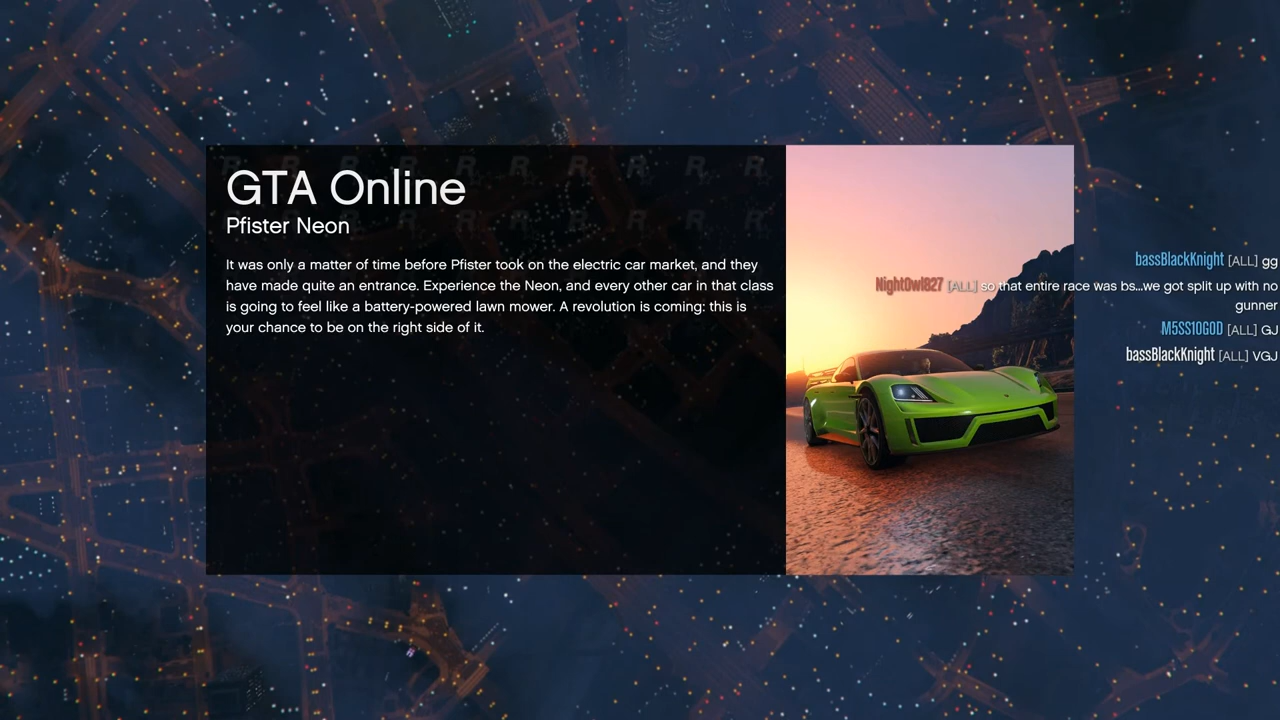 GTA Online
Pfister Neon
It was only a matter of time before Pfister took on the electric car market, and they
have made quite an entrance. Experience the Neon, and every other car in that class
is going to feel like a battery-powered lawn mower. A revolution is coming: this is
your chance to be on the right side of it.
bassBlackKnight [ALL] gg
NightOwl827 [ALL] so that entire race was bs...we got split up with no
gunner
M5SS10G0D [ALL] GJ
bassBlackKnight [ALL] VGJ